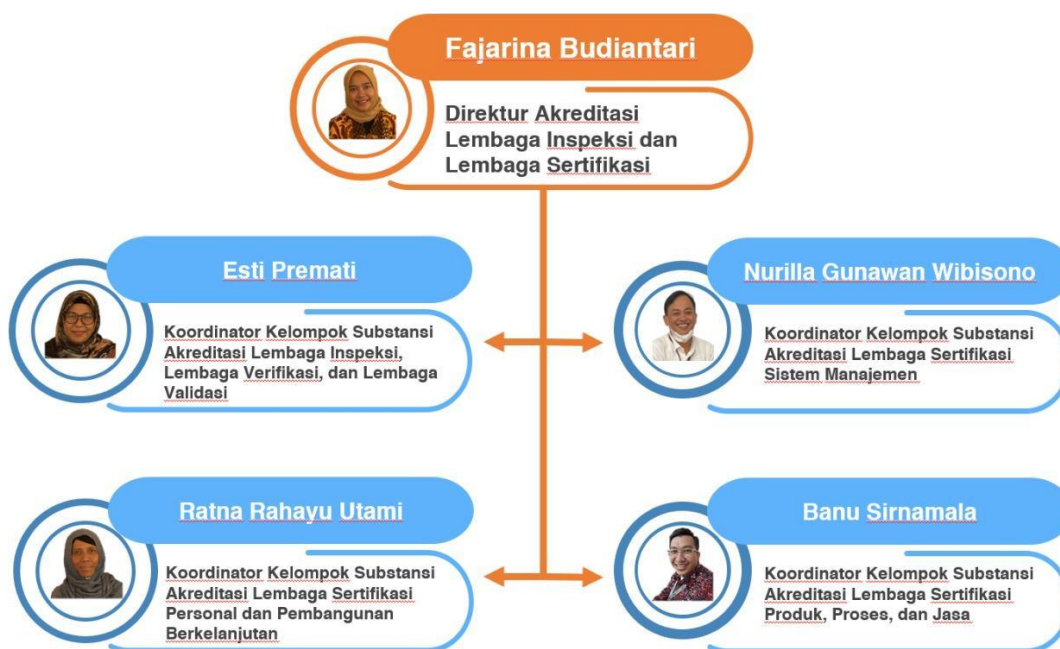 Fajarina Budiantari
Direktur Akreditasi
Lembaga Inspeksi dan
Lembaga Sertifikasi
Esti Premati
Koordinator Kelompok Substansi
Akreditasi Lembaga Inspeksi,
Lembaga Verifikasi, dan Lembaga
Validasi
Nurilla Gunawan Wibisono
Koordinator Kelompok Substansi
Akreditasi Lembaga Sertifikasi
Sistem Manajemen
Ratna Rahayu Utami
Koordinator Kelompok Substansi
Akreditasi Lembaga Sertifikasi
Personal dan Pembangunan
Berkelanjutan
Banu Sirnamala
Koordinator Kelompok Substansi
Akreditasi Lembaga Sertifikasi
Produk, Proses, dan Jasa